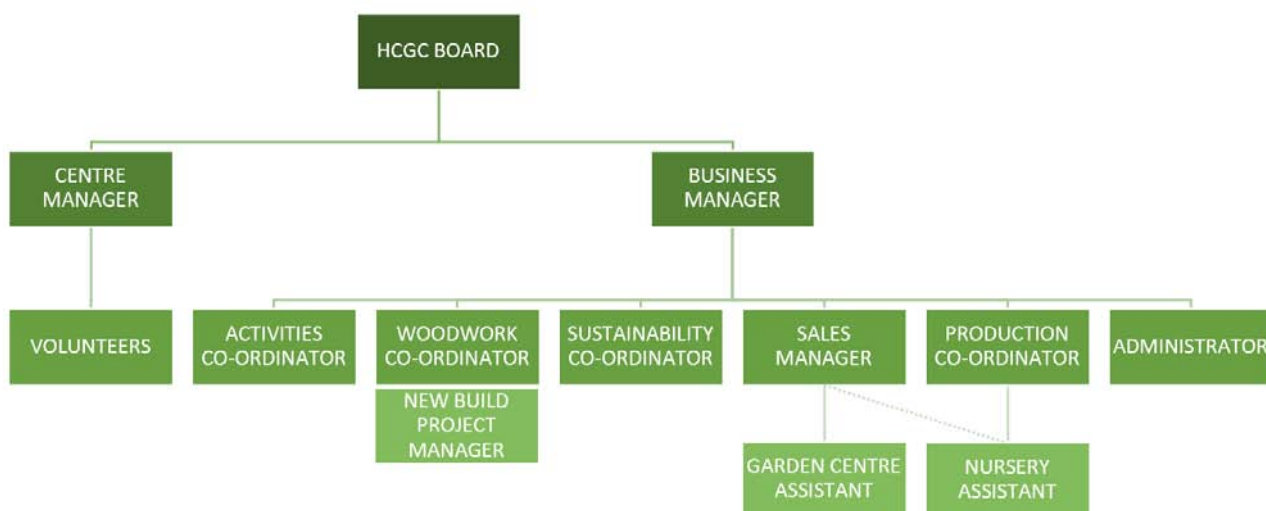 HCGC BOARD
CENTRE
MANAGER
BUSINESS
MANAGER
VOLUNTEERS
ACTIVITIES
CO-ORDINATOR
WOODWORK
CO-ORDINATOR
SUSTAINABILITY
CO-ORDINATOR
SALES
MANAGER
PRODUCTION
CO-ORDINATOR
ADMINISTRATOR
NEW BUILD
PROJECT
MANAGER
GARDEN CENTRE
ASSISTANT
NURSERY
ASSISTANT